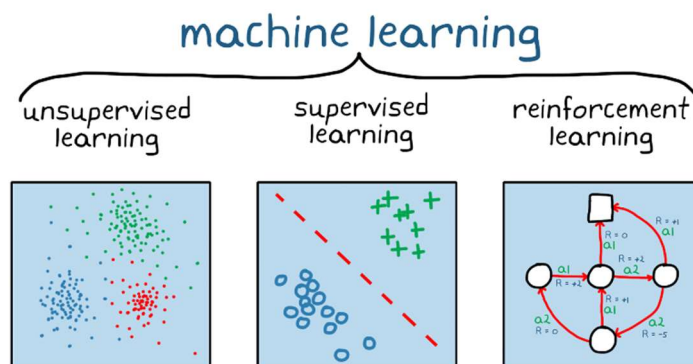 machine learning
unsupervised
learning
supervised
learning
reinforcement
learning
R = +1
a1
R = 0
a1
a1
R = +2
R = +2
a2
R = +1
a1
a2
R = 0
a2
R = -5